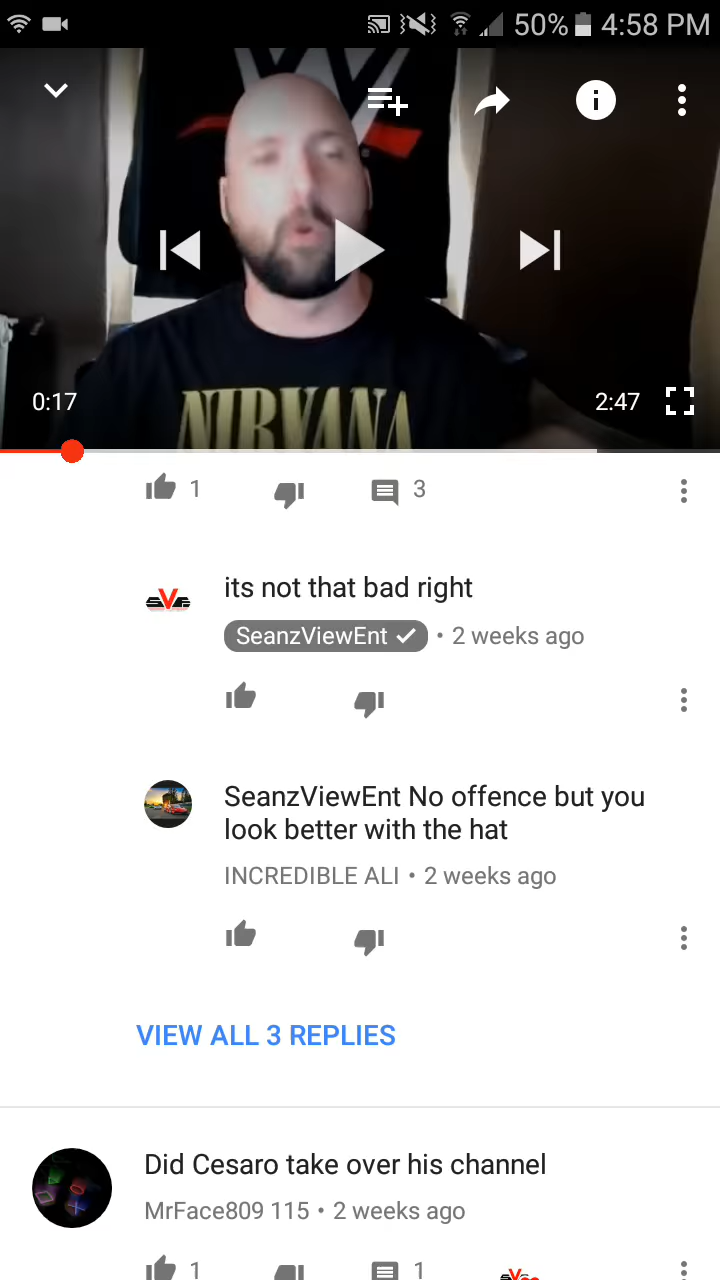 50% 4:58 PM
W
NIRVANA
0:17
2:47
1
3
SVE
its not that bad right
SeanzViewEnt
• 2 weeks ago
SeanzViewEnt No offence but you
look better with the hat
INCREDIBLE ALI • 2 weeks ago
VIEW ALL 3 REPLIES
Did Cesaro take over his channel
MrFace809 115 • 2 weeks ago
1
1